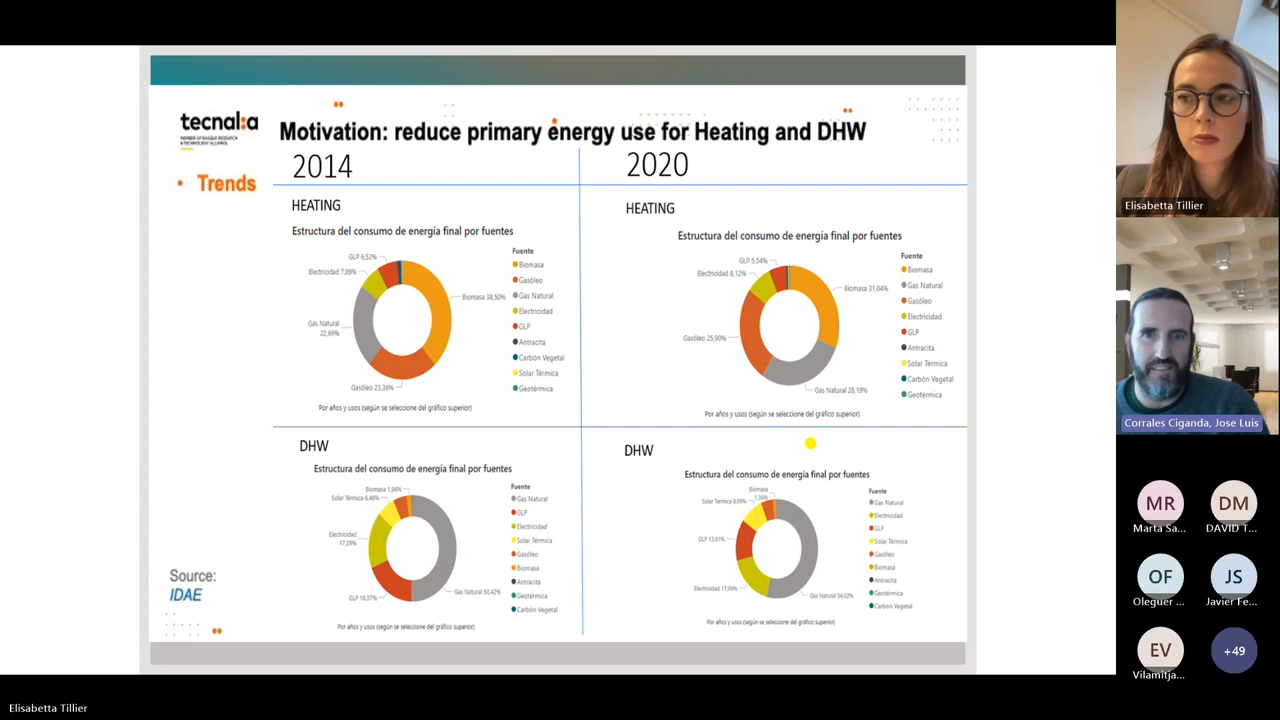 tecnal:a
MEMBER OF BASQUE RESEARCH
& TECHNOLOGY ALLIANCE
Motivation: reduce primary energy use for Heating and DHW
• Trends
2014
2020
HEATING
Estructura del consumo de energía final por fuentes
GLP 6,52%
Electricidad 7,09%
Biomasa 38,50%
Gas Natural
22,69%
Gasóleo 23,36%
Fuente
Biomasa
Gasóleo
Gas Natural
Electricidad
GLP
Antracita
Carbón Vegetal
Solar Térmica
Geotérmica
Por años y usos (según se seleccione del gráfico superior)
HEATING
Estructura del consumo de energía final por fuentes
GLP 5,54%
Electricidad 8,12%
Biomasa 31,04%
Gasóleo 25,90%
Gas Natural 28,19%
Fuente
Biomasa
Gas Natural
Gasóleo
Electricidad
GLP
Antracita
Solar Térmica
Carbón Vegetal
Geotérmica
Por años y usos (según se seleccione del gráfico superior)
DHW
Estructura del consumo de energía final por fuentes
Biomasa 1,96%
Solar Térmica 6,48%
Electricidad
17,29%
GLP 18,57%
Gas Natural 50,42%
Fuente
Gas Natural
GLP
Electricidad
Solar Térmica
Gasóleo
Biomasa
Antracita
Geotérmica
Carbón Vegetal
Por años y usos (según se seleccione del gráfico superior)
DHW
Estructura del consumo de energía final por fuentes
Biomasa
1,36%
Solar Térmica 8,99%
GLP 13,61%
Electricidad 17,09%
Gas Natural 54,02%
Fuente
Gas Natural
Electricidad
GLP
Solar Térmica
Gasóleo
Biomasa
Antracita
Geotérmica
Carbón Vegetal
Por años y usos (según se seleccione del gráfico superior)
Source:
IDAE
Elisabetta Tillier
Corrales Ciganda, Jose Luis
MR
Marta Sa...
DM
DAVID T...
OF
Oleguer ...
JS
Javier Fe...
EV
Vilamitja...
+49
Elisabetta Tillier